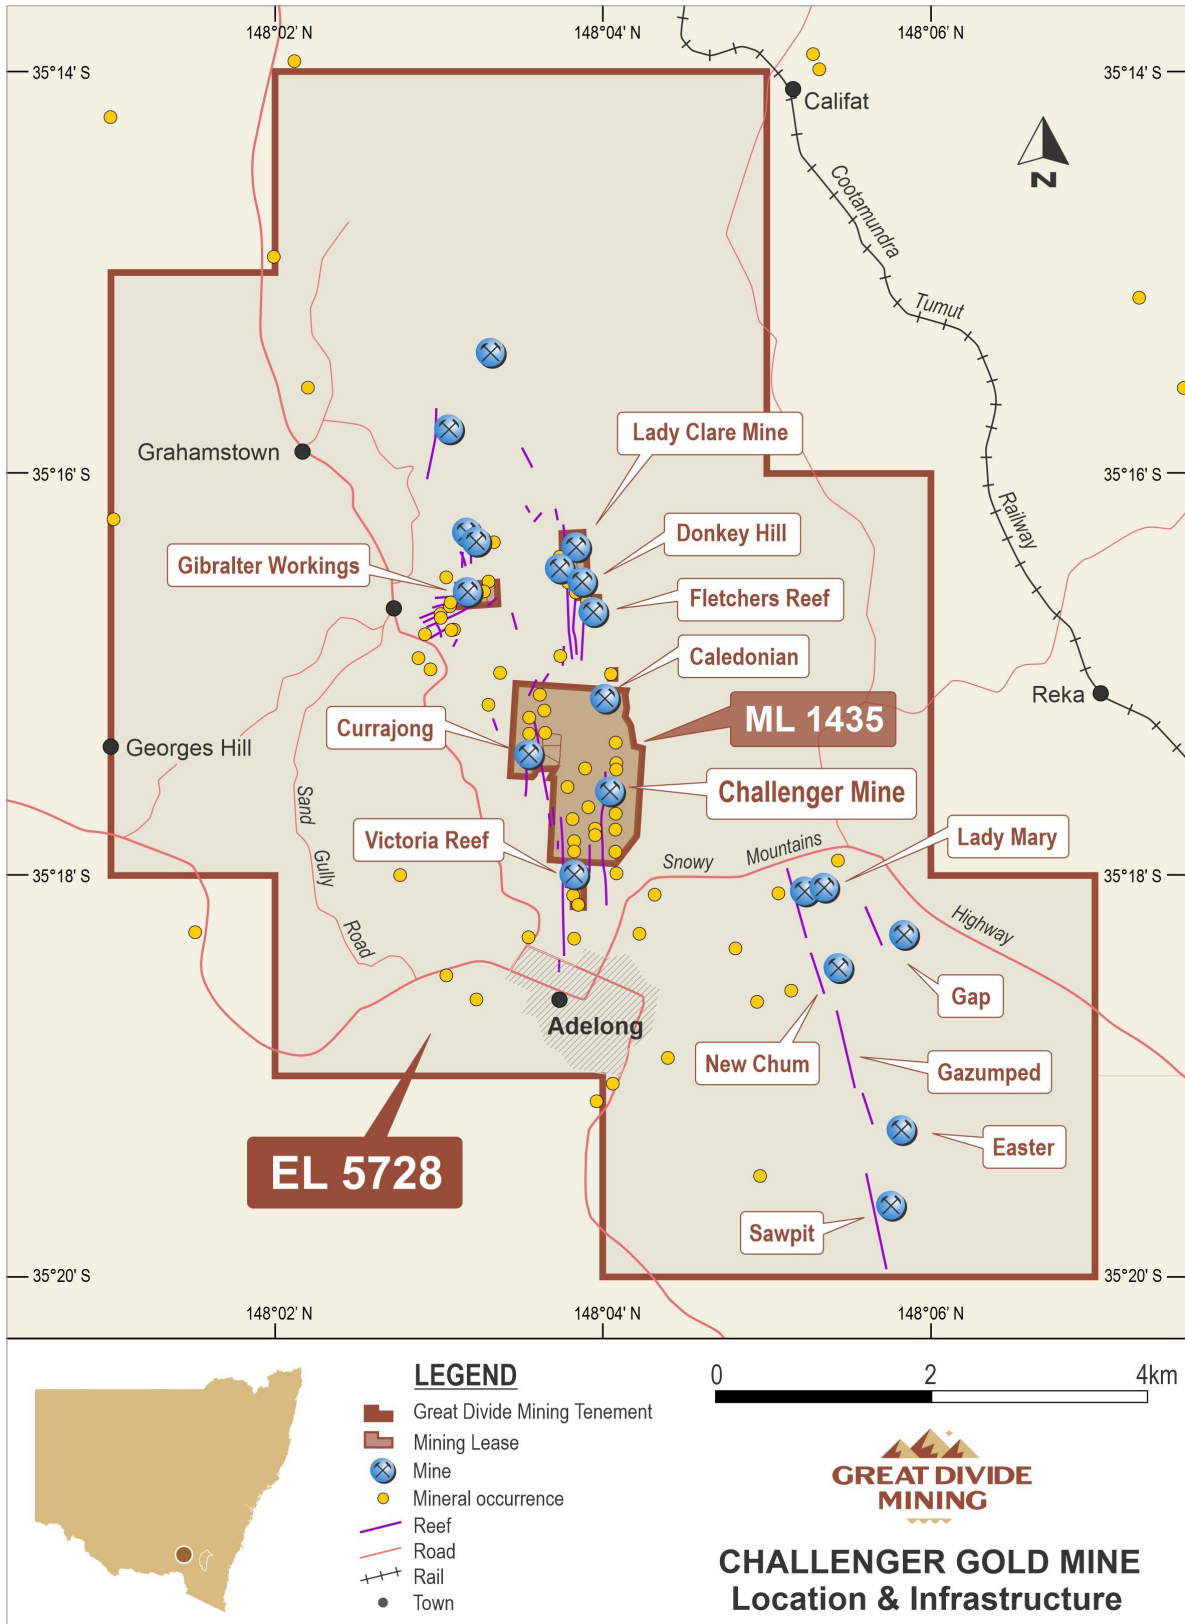 148°02' N
148°04' N
148°06' N
35°14' S
35°14' S
Califat
N
Cootamundra
Tumut
Railway
Lady Clare Mine
Grahamstown
35°16' S
35°16' S
Donkey Hill
Gibralter Workings
Fletchers Reef
Caledonian
Reka
ML 1435
Currajong
Georges Hill
Challenger Mine
Sand
Gully
Road
Victoria Reef
Snowy
Mountains
Highway
Lady Mary
35°18' S
35°18' S
Gap
Adelong
New Chum
Gazumped
EL 5728
Easter
Sawpit
35°20' S
35°20' S
148°02' N
148°04' N
148°06' N
LEGEND
Great Divide Mining Tenement
Mining Lease
Mine
Mineral occurrence
Reef
Road
Rail
Town
0 2 4km
GREAT DIVIDE
MINING
CHALLENGER GOLD MINE
Location & Infrastructure